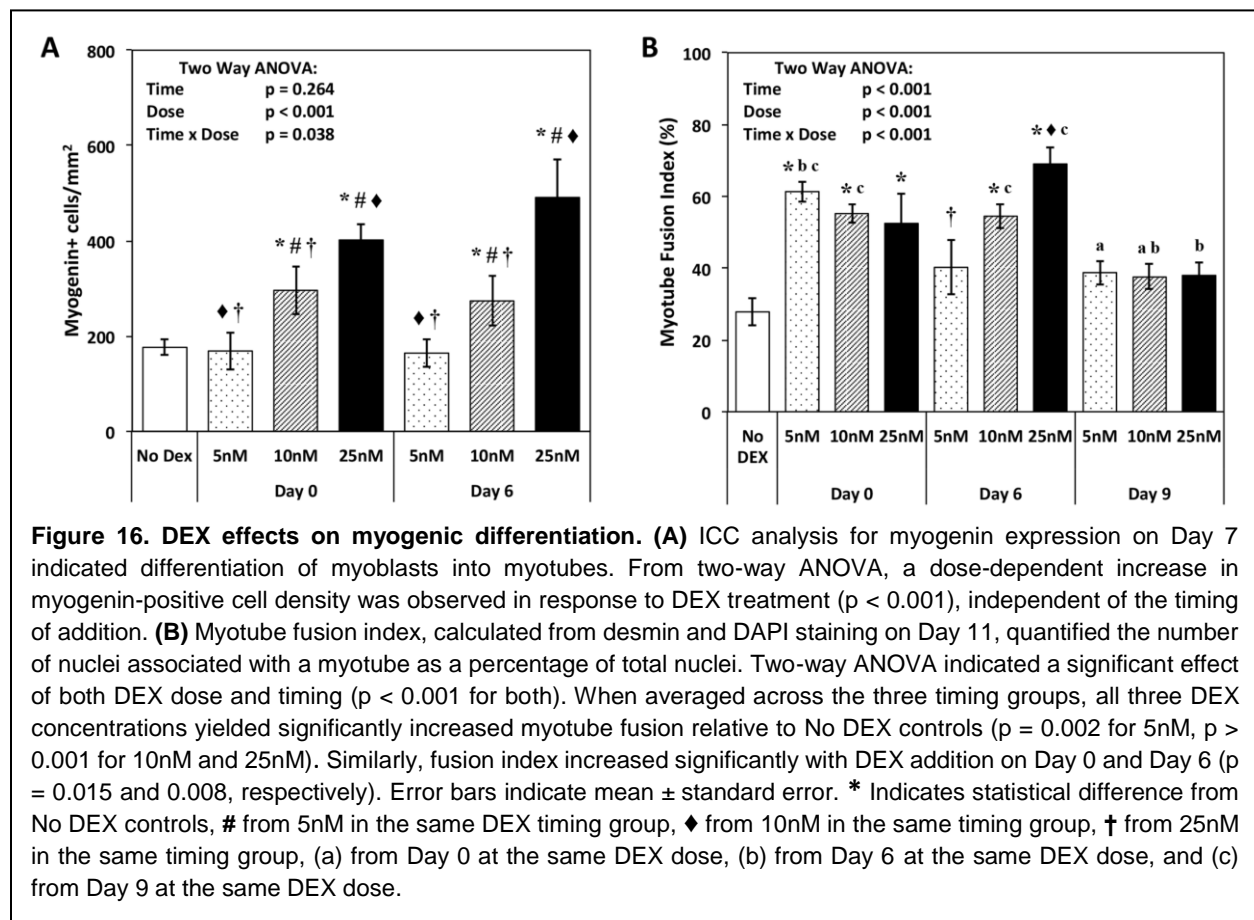 A
800
600
400
200
0
Myogenin+ cells/mm²
Two Way ANOVA:
Time p = 0.264
Dose p < 0.001
Time x Dose p = 0.038
♦ †
* # †
* # ♦
♦ †
* # †
* # ♦
No Dex 5nM 10nM 25nM 5nM 10nM 25nM
Day 0 Day 6
B
100
80
60
40
20
0
Myotube Fusion Index (%)
Two Way ANOVA:
Time p < 0.001
Dose p < 0.001
Time x Dose p < 0.001
* b c
* c
*
†
* c
* ♦ c
a
a b
b
No 5nM 10nM 25nM 5nM 10nM 25nM 5nM 10nM 25nM
DEX
Day 0 Day 6 Day 9
Figure 16. DEX effects on myogenic differentiation. (A) ICC analysis for myogenin expression on Day 7
indicated differentiation of myoblasts into myotubes. From two-way ANOVA, a dose-dependent increase in
myogenin-positive cell density was observed in response to DEX treatment (p < 0.001), independent of the timing
of addition. (B) Myotube fusion index, calculated from desmin and DAPI staining on Day 11, quantified the number
of nuclei associated with a myotube as a percentage of total nuclei. Two-way ANOVA indicated a significant effect
of both DEX dose and timing (p < 0.001 for both). When averaged across the three timing groups, all three DEX
concentrations yielded significantly increased myotube fusion relative to No DEX controls (p = 0.002 for 5nM, p >
0.001 for 10nM and 25nM). Similarly, fusion index increased significantly with DEX addition on Day 0 and Day 6 (p
= 0.015 and 0.008, respectively). Error bars indicate mean ± standard error. * Indicates statistical difference from
No DEX controls, # from 5nM in the same DEX timing group, ♦ from 10nM in the same timing group, † from 25nM
in the same timing group, (a) from Day 0 at the same DEX dose, (b) from Day 6 at the same DEX dose, and (c)
from Day 9 at the same DEX dose.